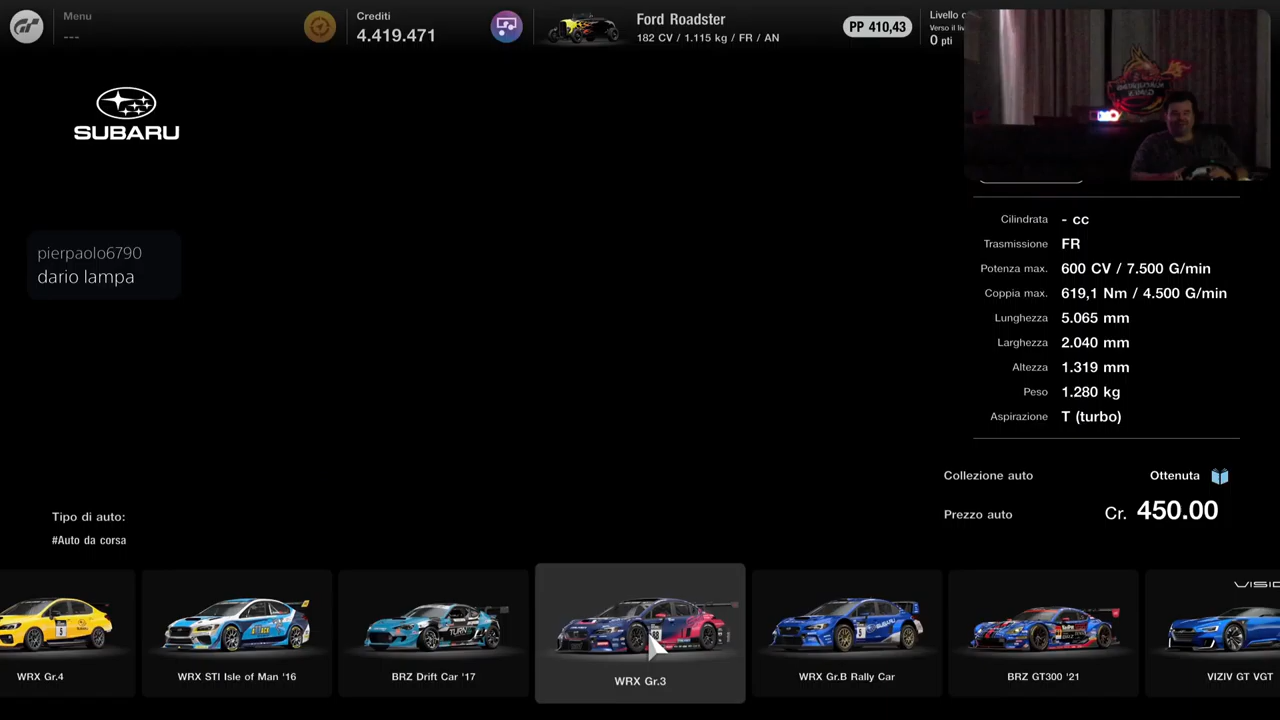 Menu
---
Crediti
4.419.471
Ford Roadster
182 CV / 1.115 kg / FR / AN
PP 410,43
Livello
Verso il liv
0 pti
SUBARU
pierpaolo6790
dario lampa
Cilindrata - cc
Trasmissione FR
Potenza max. 600 CV / 7.500 G/min
Coppia max. 619,1 Nm / 4.500 G/min
Lunghezza 5.065 mm
Larghezza 2.040 mm
Altezza 1.319 mm
Peso 1.280 kg
Aspirazione T (turbo)
Collezione auto Ottenuta
Prezzo auto Cr. 450.00
Tipo di auto:
#Auto da corsa
WRX Gr.4
WRX STI Isle of Man '16
BRZ Drift Car '17
WRX Gr.3
WRX Gr.B Rally Car
BRZ GT300 '21
VIZIV GT VGT